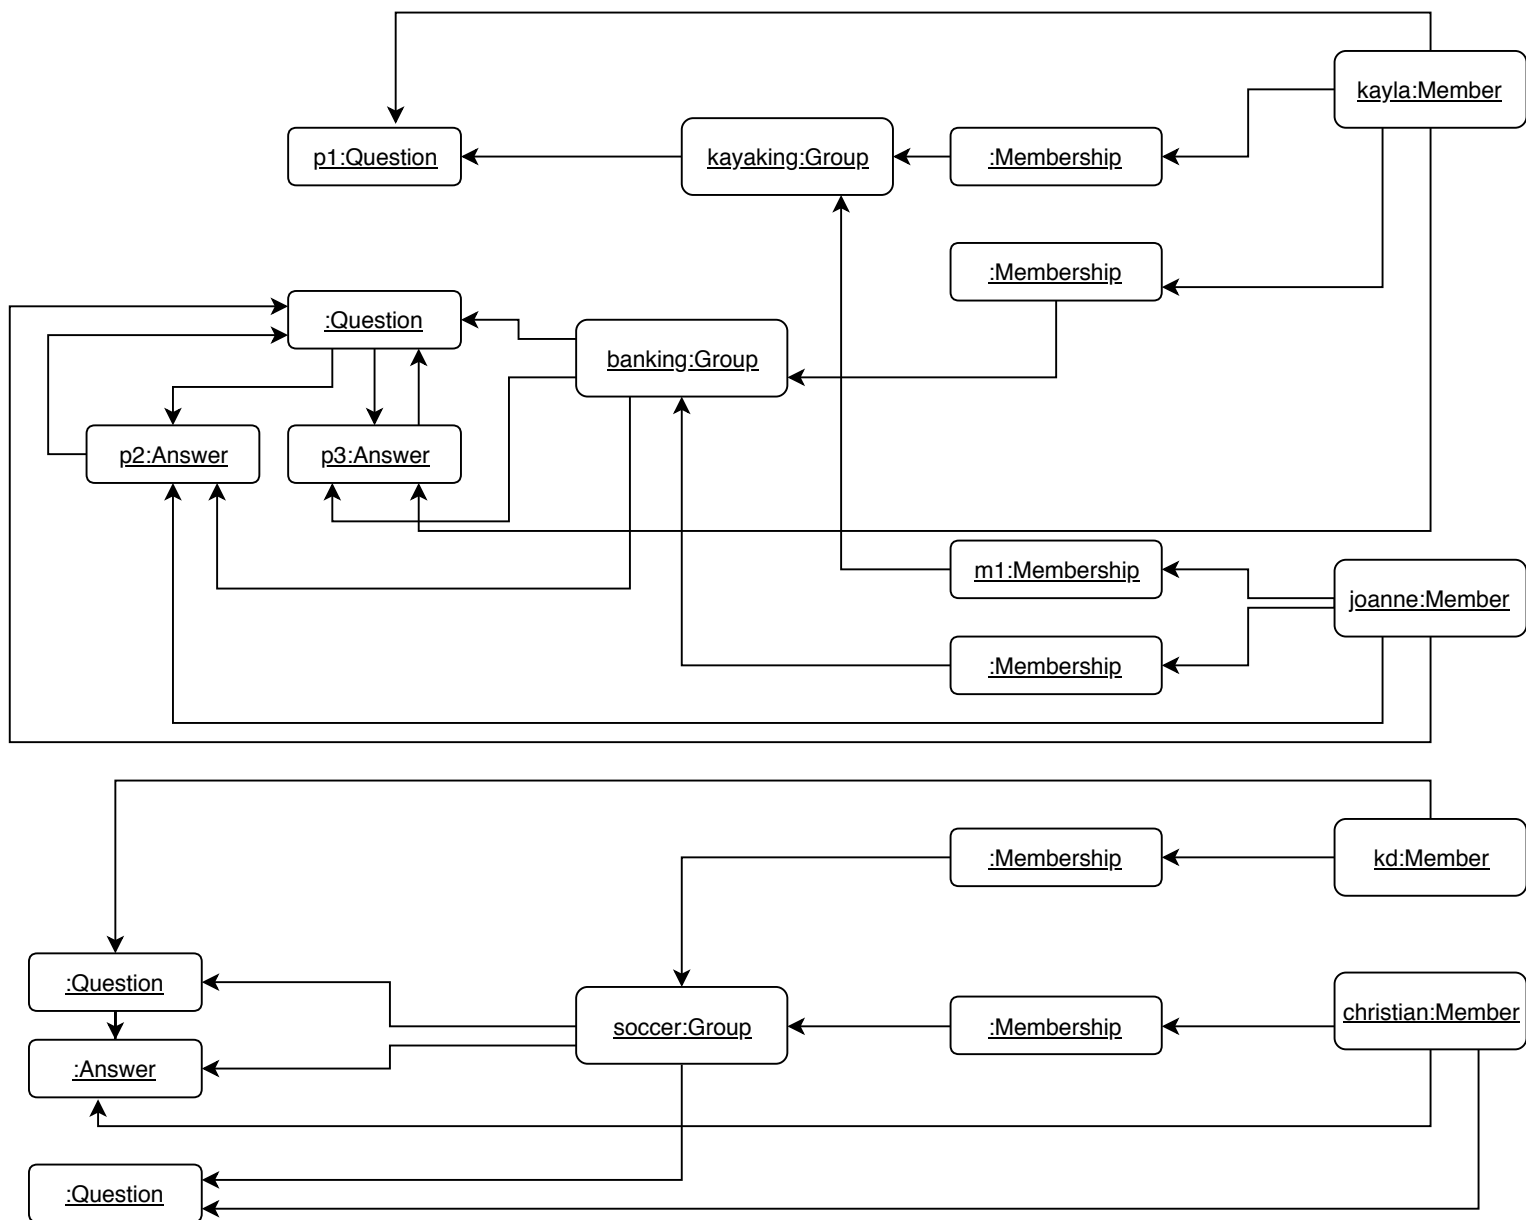 kayla:Member
p1:Question
kayaking:Group
:Membership
:Membership
:Question
banking:Group
p2:Answer
p3:Answer
m1:Membership
joanne:Member
:Membership
:Membership
kd:Member
:Question
christian:Member
soccer:Group
:Membership
:Answer
:Question